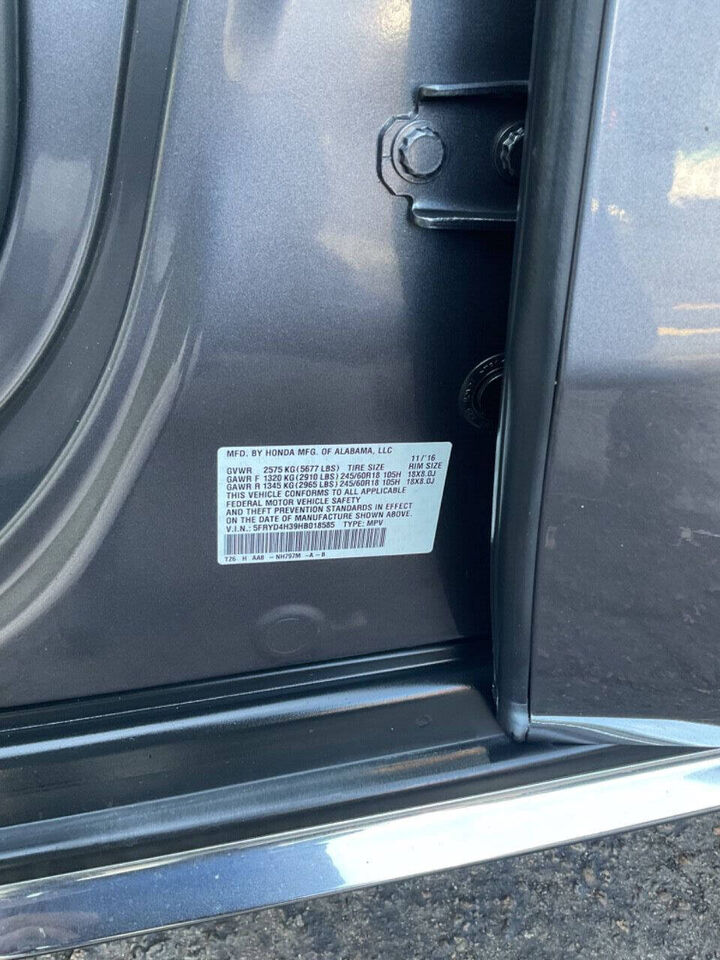 MFD. BY HONDA MFG. OF ALABAMA, LLC 11/'16
GVWR 2575 KG(5677 LBS) TIRE SIZE RIM SIZE
GAWR F 1320 KG(2910 LBS) 245/60R18 105H 18X8.0J
GAWR R 1345 KG(2965 LBS) 245/60R18 105H 18X8.0J
THIS VEHICLE CONFORMS TO ALL APPLICABLE
FEDERAL MOTOR VEHICLE SAFETY
AND THEFT PREVENTION STANDARDS IN EFFECT
ON THE DATE OF MANUFACTURE SHOWN ABOVE.
V.I.N.: 5FRYD4H39HB018585 TYPE: MPV
TZ6 H AA8 -NH797M -A-B